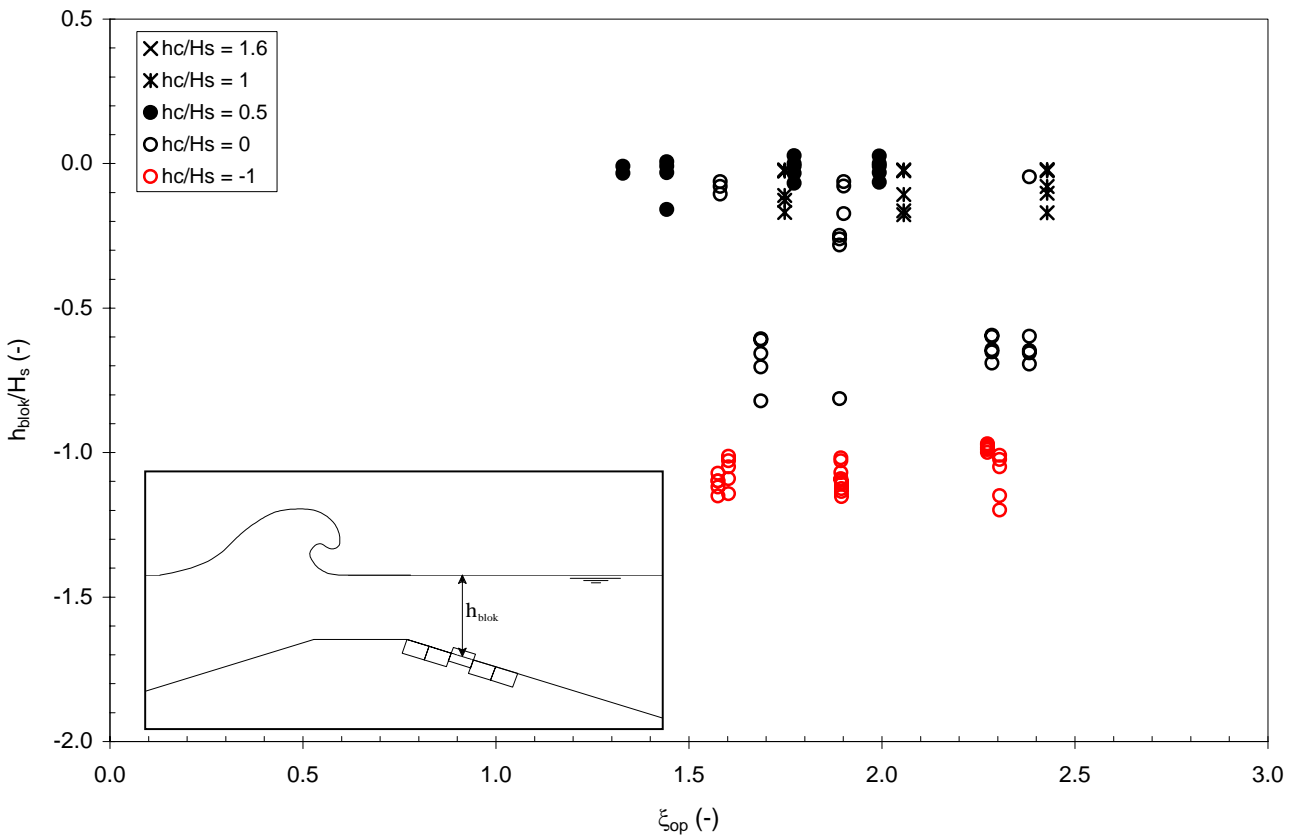 0.5
0.0
-0.5
-1.0
-1.5
-2.0
h_blok/H_s (-)
hc/Hs = 1.6
hc/Hs = 1
hc/Hs = 0.5
hc/Hs = 0
hc/Hs = -1
h_blok
0.0 0.5 1.0 1.5 2.0 2.5 3.0
ξ_op (-)